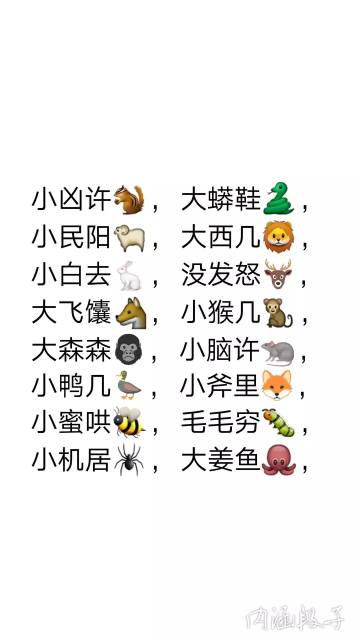 小凶许🐿️，大蟒鞋🐍，
小民阳🐏，大西几🦁，
小白去🐇，没发怒🦌，
大飞馕🐺，小猴几🐒，
大森森🦍，小脑许🐀，
小鸭几🦆，小斧里🦊，
小蜜哄🐝，毛毛穷🐛，
小机居🕷️，大姜鱼🐙，
内涵段子